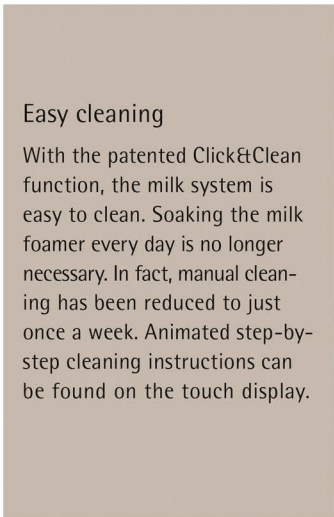 Easy cleaning
With the patented Click&Clean
function, the milk system is
easy to clean. Soaking the milk
foamer every day is no longer
necessary. In fact, manual clean-
ing has been reduced to just
once a week. Animated step-by-
step cleaning instructions can
be found on the touch display.